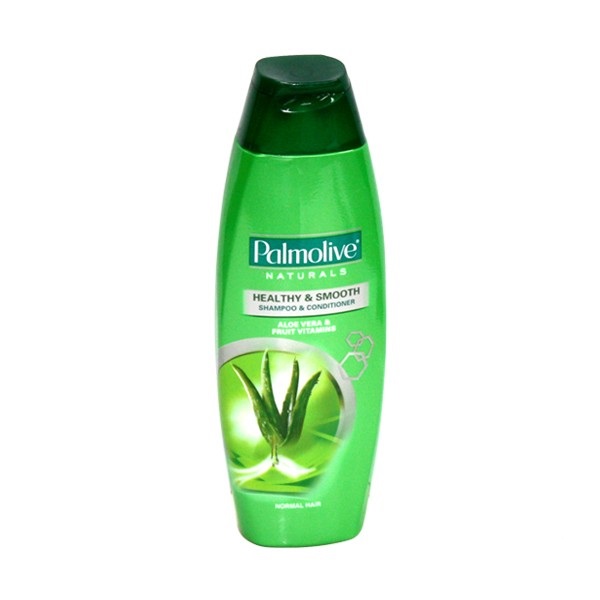 Palmolive
NATURALS
HEALTHY & SMOOTH
SHAMPOO & CONDITIONER
ALOE VERA &
FRUIT VITAMINS
NORMAL HAIR